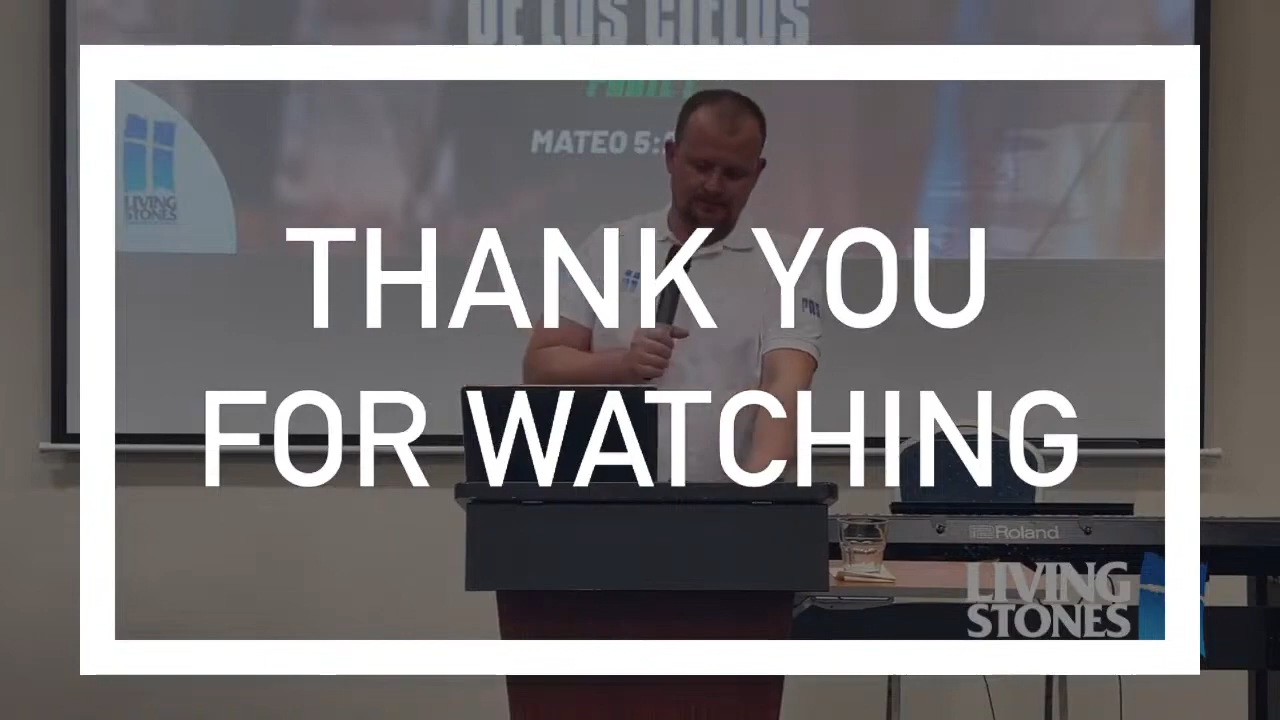 DE LOS CIELOS
MATEO 5:
LIVING
STONES
THANK YOU
FOR WATCHING
Roland
LIVING
STONES